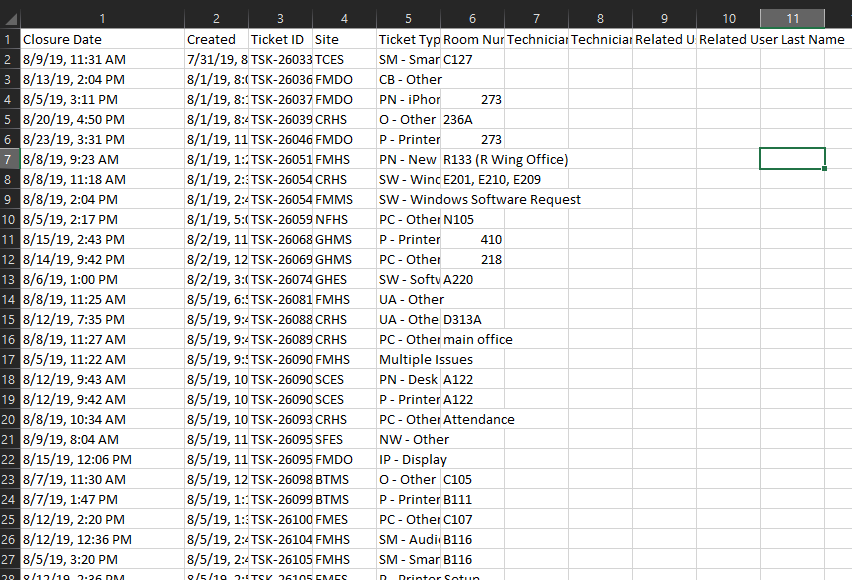 1 2 3 4 5 6 7 8 9 10 11
1 Closure Date Created Ticket ID Site Ticket Typ Room Nur Technician Technician Related U Related User Last Name
2 8/9/19, 11:31 AM 7/31/19, 8 TSK-26033 TCES SM - Smar C127
3 8/13/19, 2:04 PM 8/1/19, 8:0 TSK-26036 FMDO CB - Other
4 8/5/19, 3:11 PM 8/1/19, 8: TSK-26037 FMDO PN - iPhor 273
5 8/20/19, 4:50 PM 8/1/19, 8:4 TSK-26039 CRHS O - Other 236A
6 8/23/19, 3:31 PM 8/1/19, 11 TSK-26046 FMDO P - Printer 273
7 8/8/19, 9:23 AM 8/1/19, 1:2 TSK-26051 FMHS PN - New R133 (R Wing Office)
8 8/8/19, 11:18 AM 8/1/19, 2: TSK-26054 CRHS SW - Winc E201, E210, E209
9 8/8/19, 2:04 PM 8/1/19, 2:4 TSK-26054 FMMS SW - Windows Software Request
10 8/5/19, 2:17 PM 8/1/19, 5:0 TSK-26059 NFHS PC - Other N105
11 8/15/19, 2:43 PM 8/2/19, 11 TSK-26068 GHMS P - Printer 410
12 8/14/19, 9:42 PM 8/2/19, 12 TSK-26069 GHMS PC - Other 218
13 8/6/19, 1:00 PM 8/2/19, 3:0 TSK-26074 GHES SW - Softv A220
14 8/8/19, 11:25 AM 8/5/19, 6:5 TSK-26081 FMHS UA - Other
15 8/12/19, 7:35 PM 8/5/19, 9:4 TSK-26088 CRHS UA - Othe D313A
16 8/8/19, 11:27 AM 8/5/19, 9:4 TSK-26089 CRHS PC - Other main office
17 8/5/19, 11:22 AM 8/5/19, 9:5 TSK-26090 FMHS Multiple Issues
18 8/12/19, 9:43 AM 8/5/19, 10 TSK-26090 SCES PN - Desk A122
19 8/12/19, 9:42 AM 8/5/19, 10 TSK-26090 SCES P - Printer A122
20 8/8/19, 10:34 AM 8/5/19, 10 TSK-26093 CRHS PC - Other Attendance
21 8/9/19, 8:04 AM 8/5/19, 11 TSK-26095 SFES NW - Other
22 8/15/19, 12:06 PM 8/5/19, 11 TSK-26095 FMDO IP - Display
23 8/7/19, 11:30 AM 8/5/19, 12 TSK-26098 BTMS O - Other C105
24 8/7/19, 1:47 PM 8/5/19, 1: TSK-26099 BTMS P - Printer B111
25 8/12/19, 2:20 PM 8/5/19, 1: TSK-26100 FMES PC - Other C107
26 8/12/19, 12:36 PM 8/5/19, 2:4 TSK-26104 FMHS SM - Audi B116
27 8/5/19, 3:20 PM 8/5/19, 2:4 TSK-26105 FMHS SM - Smar B116
28 8/12/19, 2:36 PM 8/5/19, 2: TSK-26105 FMES P - Printer Setup